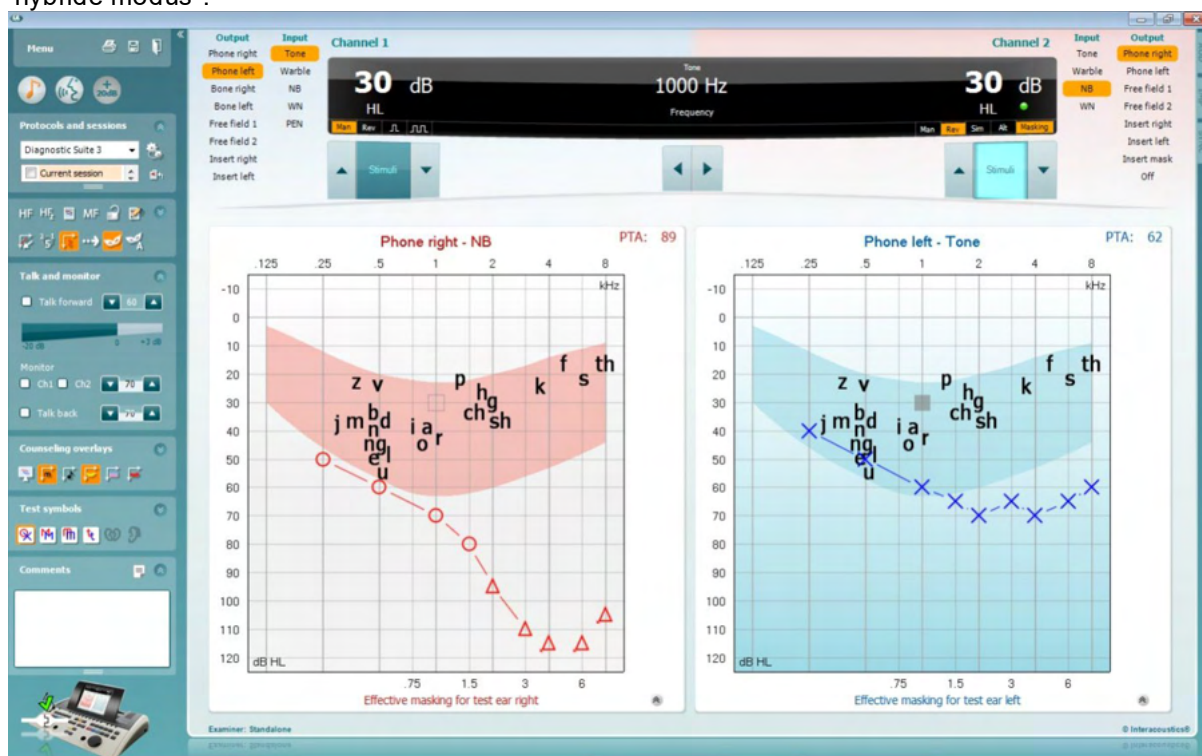 hybride modus".
Menu
Output Input Channel 1
Channel 2 Input Output
Phone right Tone
Phone left Warble
Bone right NB
Bone left WN
Free field 1 PEN
Free field 2
Insert right
Insert left
30 dB
HL
Man Rev
Tone
1000 Hz
Frequency
30 dB
HL
Man Rev Sim Alt Masking
Tone Phone right
Warble Phone left
NB Free field 1
WN Free field 2
Insert right
Insert left
Insert mask
Off
Stimuli
Stimuli
+
20dB
Protocols and sessions
Diagnostic Suite 3
Current session
HF MF
Talk and monitor
Talk forward 60
-20 dB 0 +3 dB
Monitor
Ch1 Ch2 70
Talk back 70
Counseling overlays
Test symbols
Comments
Phone right - NB PTA: 89
.125 .25 .5 1 2 4 8
kHz
-10
0
10
20
30
40
50
60
70
80
90
100
110
120 dB HL
z v p h g ch sh k f s th
j m b d n ng e l u i a o r
.75 1.5 3 6
Effective masking for test ear right
Phone left - Tone PTA: 62
.125 .25 .5 1 2 4 8
kHz
-10
0
10
20
30
40
50
60
70
80
90
100
110
120 dB HL
z v p h g ch sh k f s th
j m b d n ng e l u i a o r
.75 1.5 3 6
Effective masking for test ear left
Examiner: Standalone
© Interacoustics®